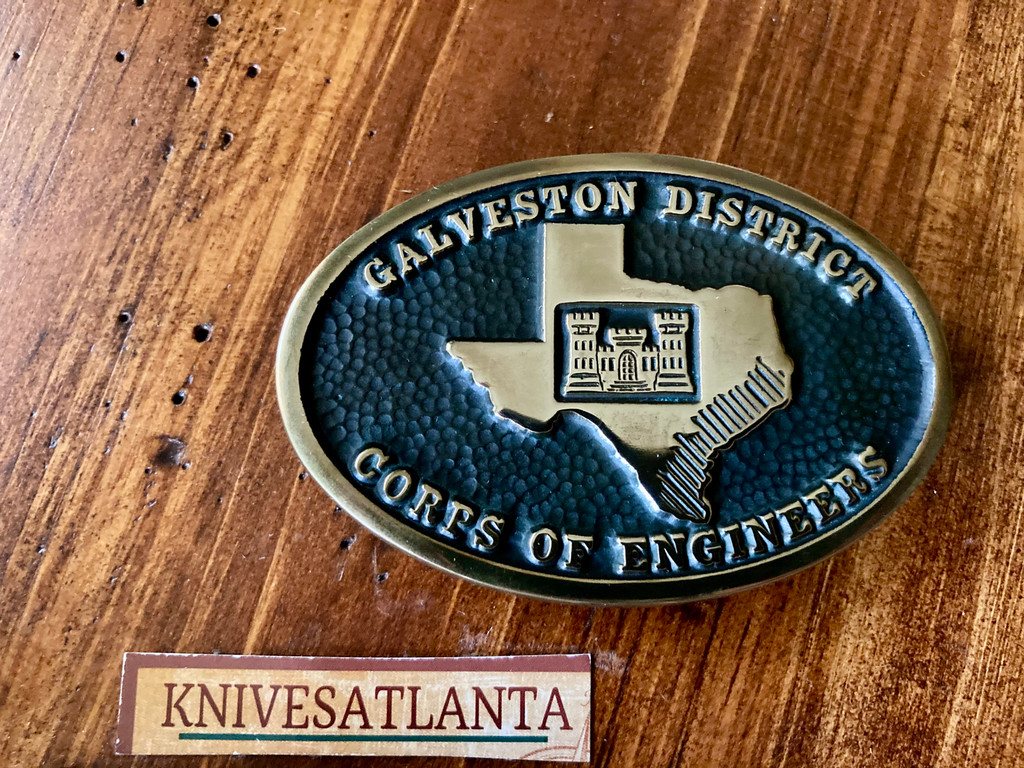 GALVESTON DISTRICT
CORPS OF ENGINEERS
KNIVESATLANTA